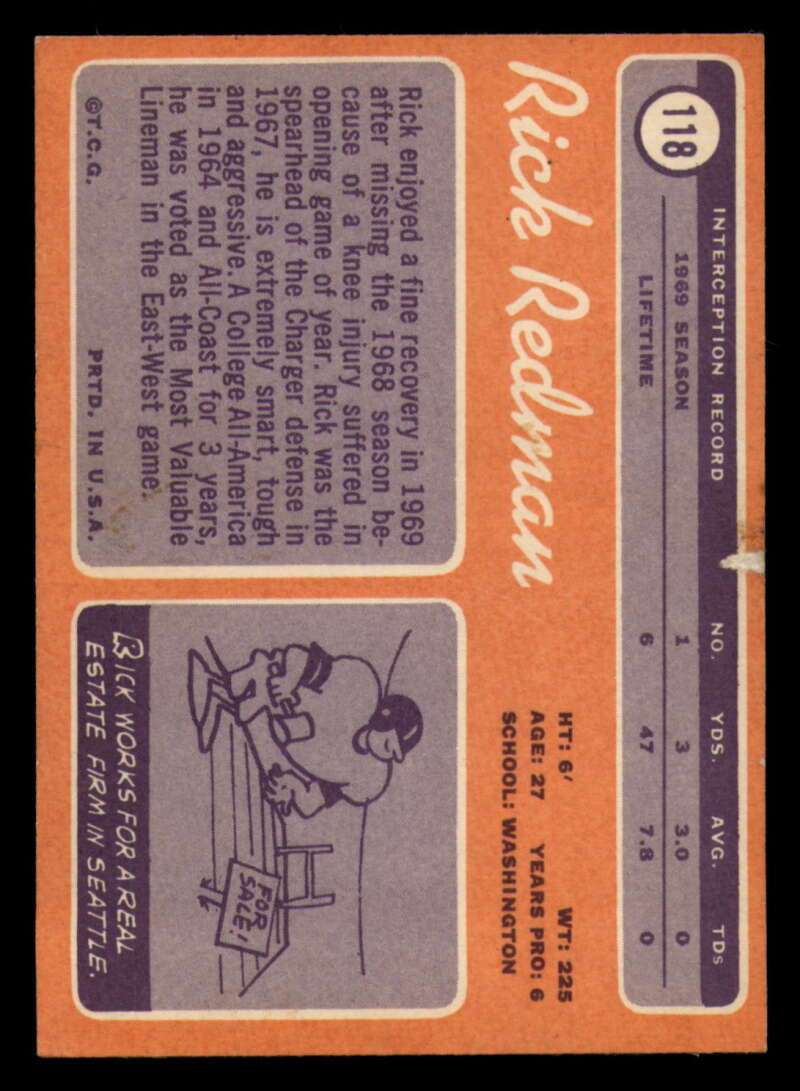 118
INTERCEPTION RECORD NO. YDS. AVG. TDs
1969 SEASON 1 3 3.0 0
LIFETIME 6 47 7.8 0
Rick Redman
HT: 6′ WT: 225
AGE: 27 YEARS PRO: 6
SCHOOL: WASHINGTON
Rick enjoyed a fine recovery in 1969
after missing the 1968 season be-
cause of a knee injury suffered in
opening game of year. Rick was the
spearhead of the Charger defense in
1967, he is extremely smart, tough
and aggressive. A College All-America
in 1964 and All-Coast for 3 years,
he was voted as the Most Valuable
Lineman in the East-West game.
©T.C.G. PRTD. IN U.S.A.
FOR
SALE!
RICK WORKS FOR A REAL
ESTATE FIRM IN SEATTLE.